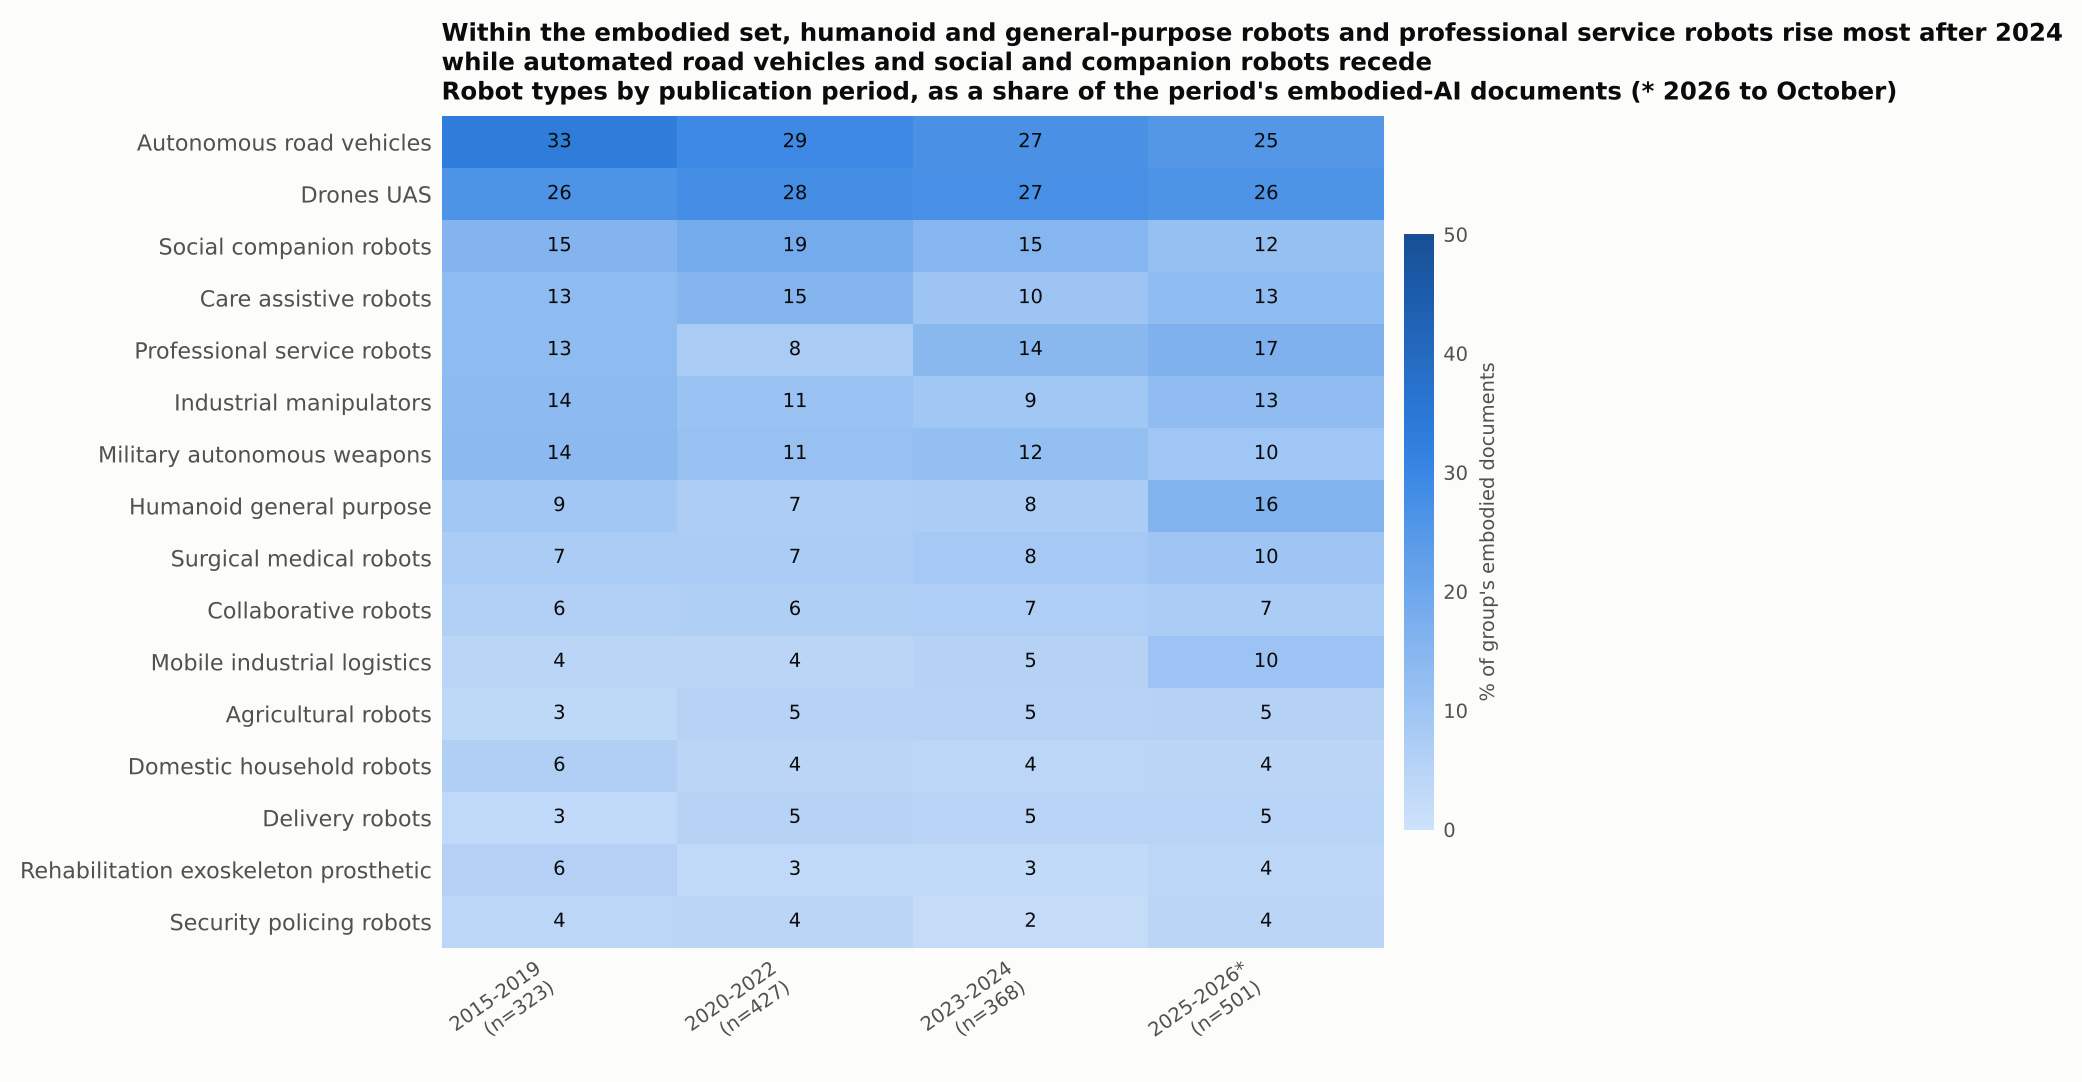 Within the embodied set, humanoid and general-purpose robots and professional service robots rise most after 2024
while automated road vehicles and social and companion robots recede
Robot types by publication period, as a share of the period's embodied-AI documents (* 2026 to October)
Autonomous road vehicles 33 29 27 25
Drones UAS 26 28 27 26
Social companion robots 15 19 15 12
Care assistive robots 13 15 10 13
Professional service robots 13 8 14 17
Industrial manipulators 14 11 9 13
Military autonomous weapons 14 11 12 10
Humanoid general purpose 9 7 8 16
Surgical medical robots 7 7 8 10
Collaborative robots 6 6 7 7
Mobile industrial logistics 4 4 5 10
Agricultural robots 3 5 5 5
Domestic household robots 6 4 4 4
Delivery robots 3 5 5 5
Rehabilitation exoskeleton prosthetic 6 3 3 4
Security policing robots 4 4 2 4
2015-2019
(n=323)
2020-2022
(n=427)
2023-2024
(n=368)
2025-2026*
(n=501)
50
40
30
20
10
0
% of group's embodied documents